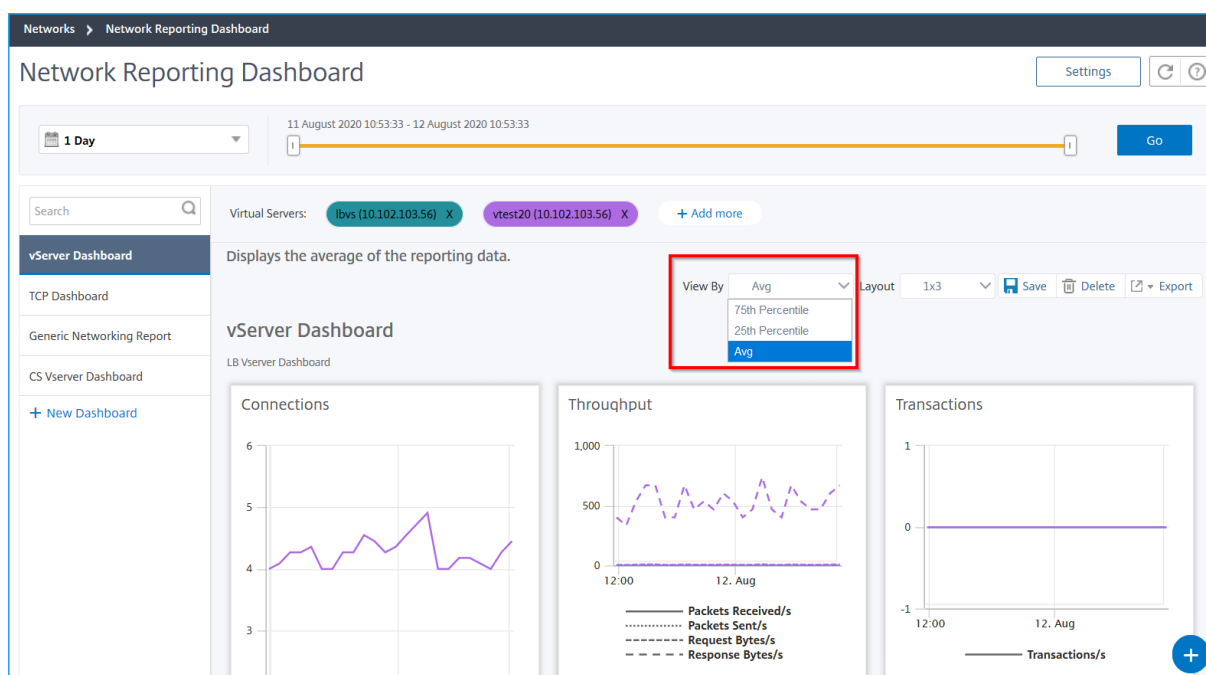 Networks > Network Reporting Dashboard
Network Reporting Dashboard
Settings
1 Day
11 August 2020 10:53:33 - 12 August 2020 10:53:33
Go
Search
Virtual Servers:
lbvs (10.102.103.56) X
vtest20 (10.102.103.56) X
+ Add more
vServer Dashboard
TCP Dashboard
Generic Networking Report
CS Vserver Dashboard
+ New Dashboard
Displays the average of the reporting data.
View By
Avg
75th Percentile
25th Percentile
Avg
Layout
1x3
Save
Delete
Export
vServer Dashboard
LB Vserver Dashboard
Connections
6
5
4
3
Throughput
1,000
500
0
12:00
12. Aug
Packets Received/s
Packets Sent/s
Request Bytes/s
Response Bytes/s
Transactions
1
0
-1
12:00
12. Aug
Transactions/s